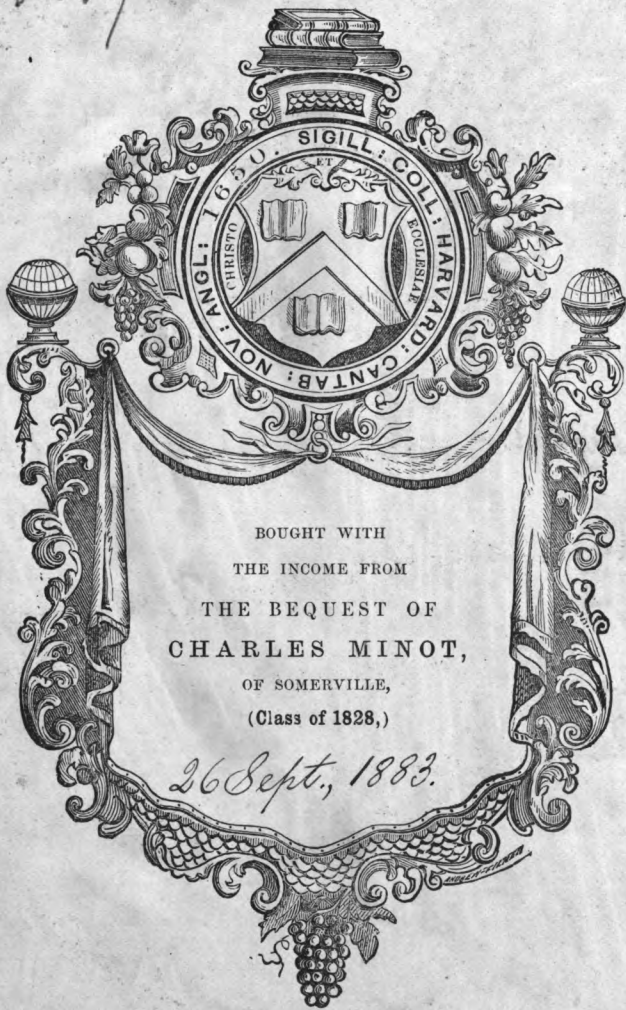 SIGILL: COLL: HARVARD: CANTAB: NOV: ANGL: 1650.
ET
CHRISTO
ECCLESIAE
BOUGHT WITH
THE INCOME FROM
THE BEQUEST OF
CHARLES MINOT,
OF SOMERVILLE,
(Class of 1828,)
26 Sept., 1883.